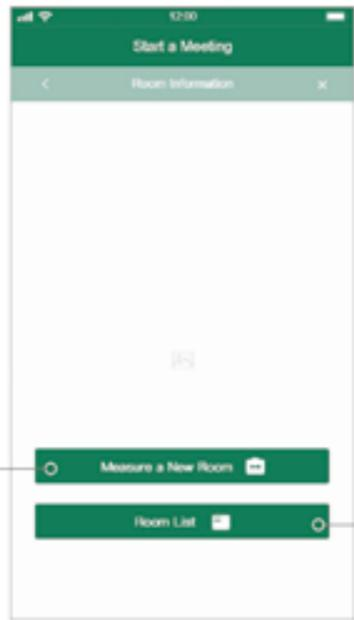 12:00
Start a Meeting
Room Information
Measure a New Room
Room List